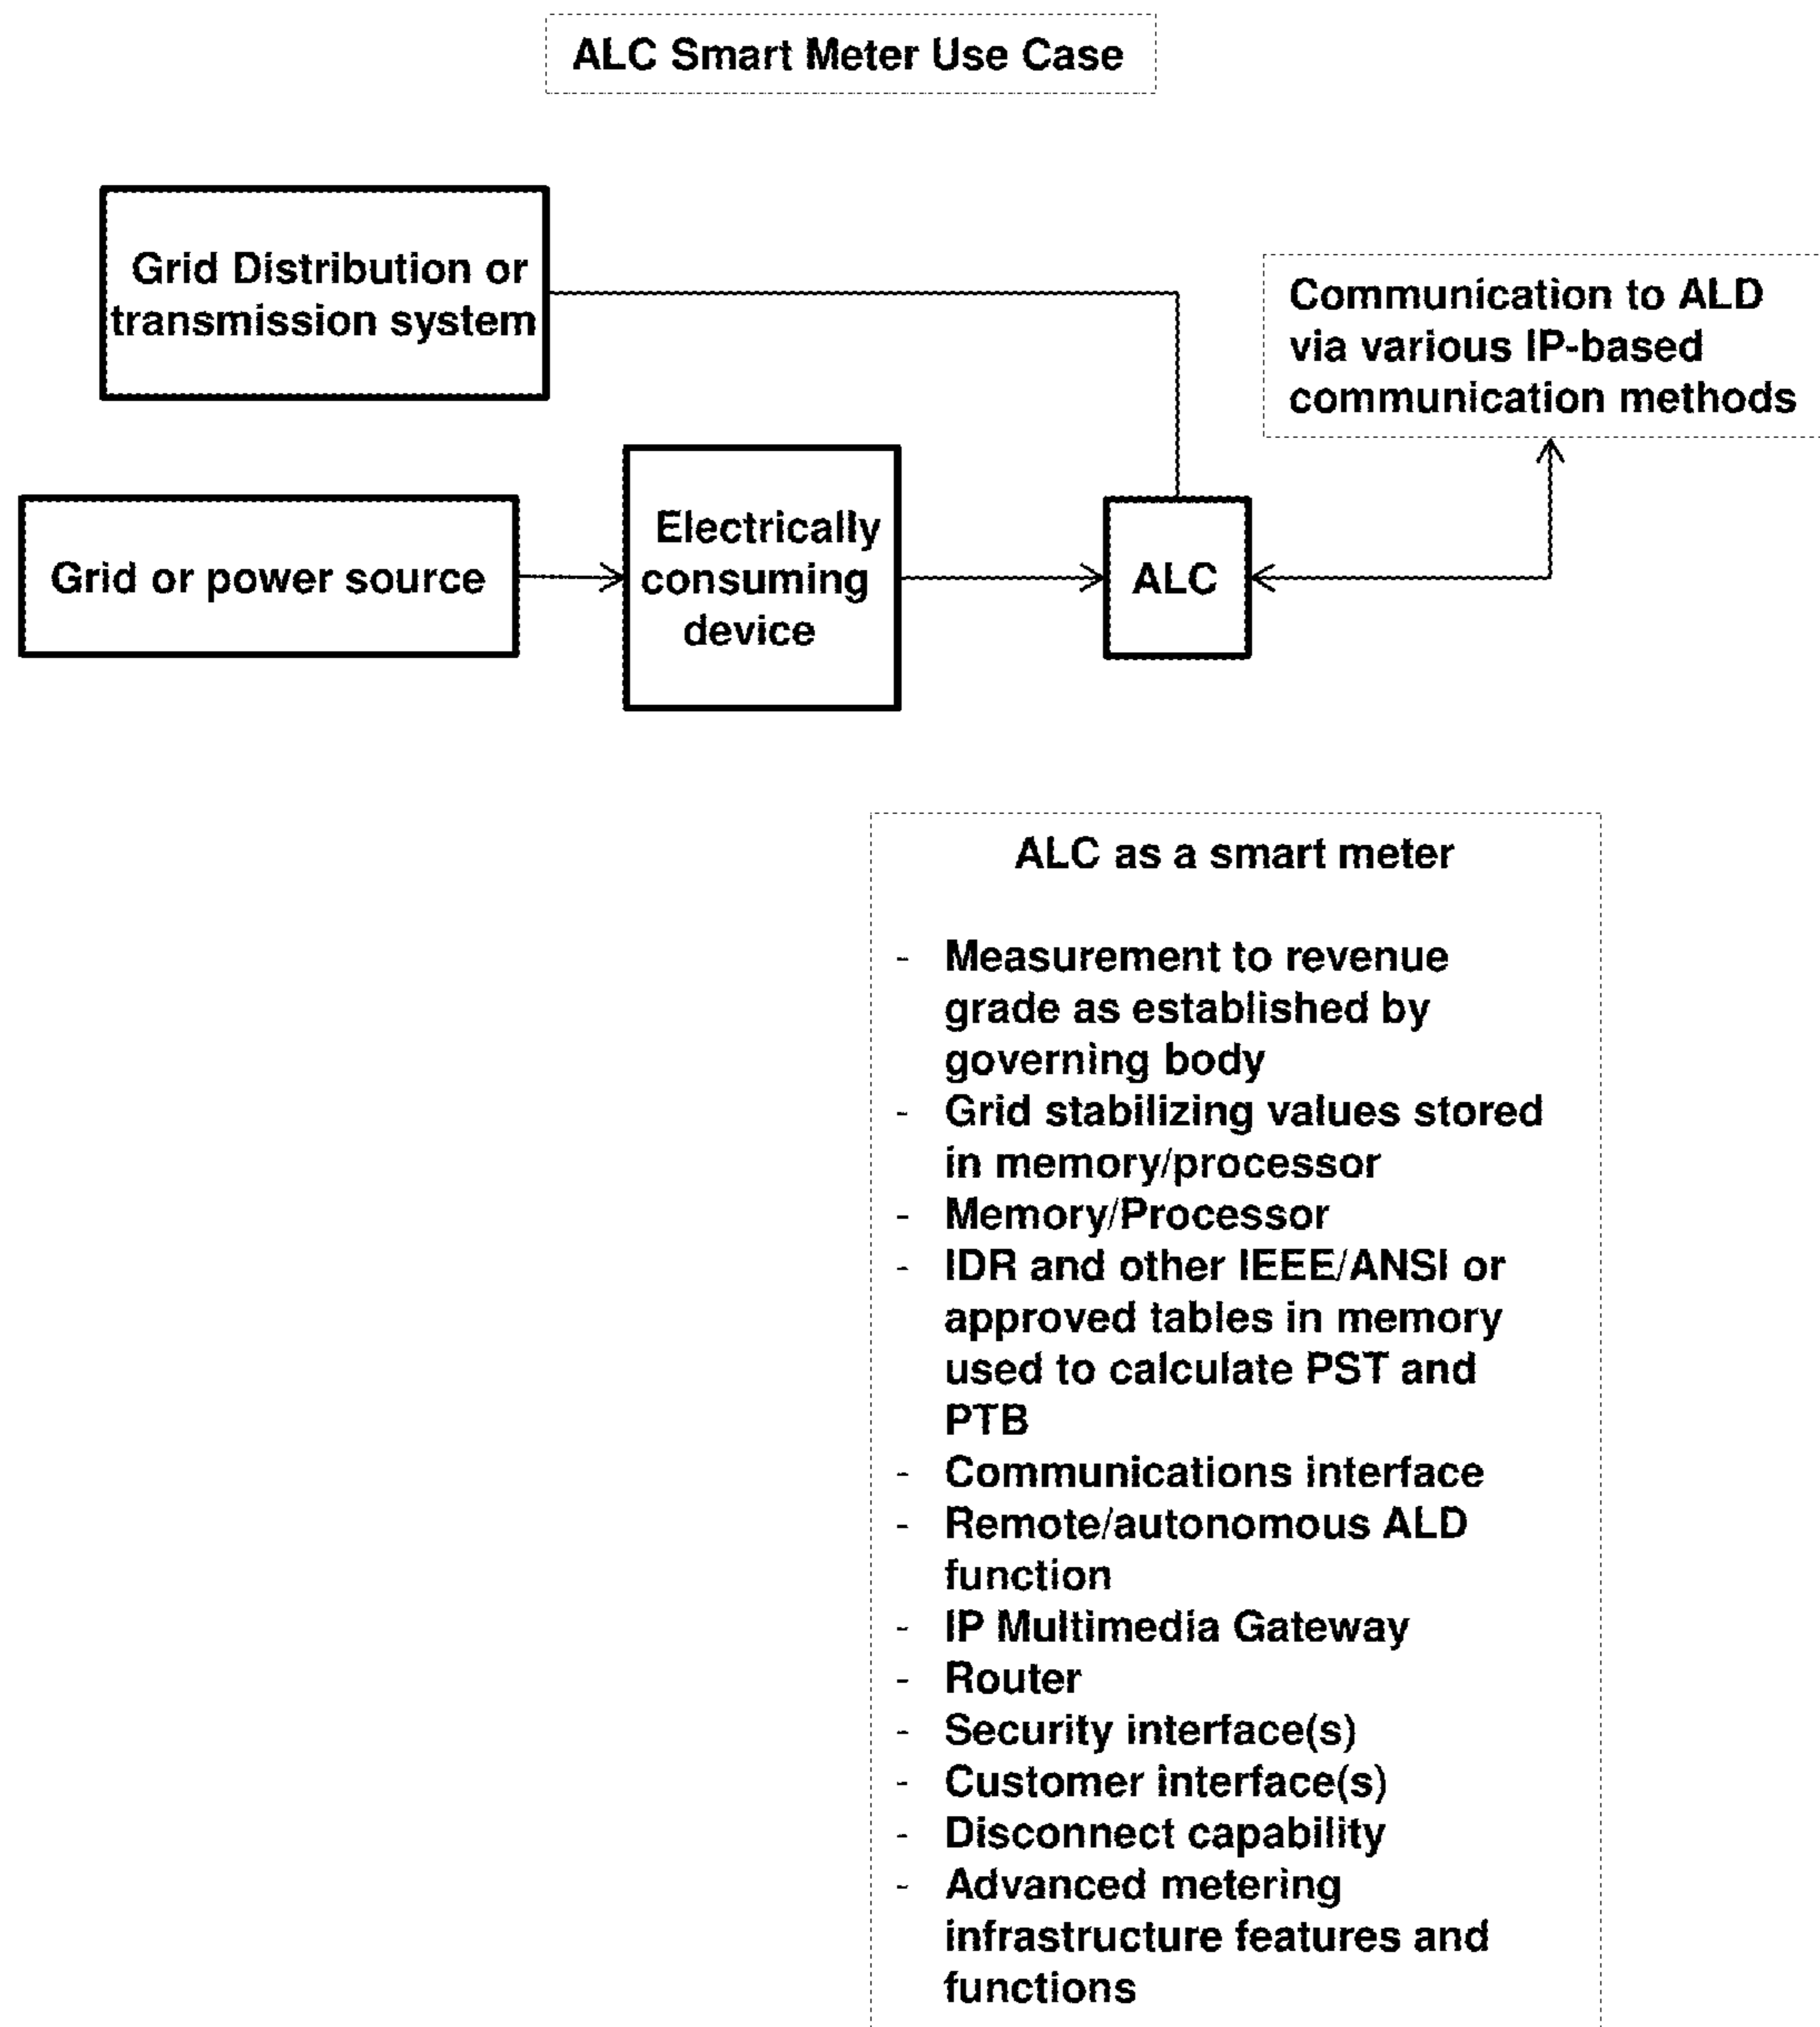 ALC Smart Meter Use Case
Grid Distribution or
transmission system
Communication to ALD
via various IP-based
communication methods
Grid or power source
Electrically
consuming
device
ALC
ALC as a smart meter
- Measurement to revenue
grade as established by
governing body
- Grid stabilizing values stored
in memory/processor
- Memory/Processor
- IDR and other IEEE/ANSI or
approved tables in memory
used to calculate PST and
PTB
- Communications interface
- Remote/autonomous ALD
function
- IP Multimedia Gateway
- Router
- Security interface(s)
- Customer interface(s)
- Disconnect capability
- Advanced metering
infrastructure features and
functions